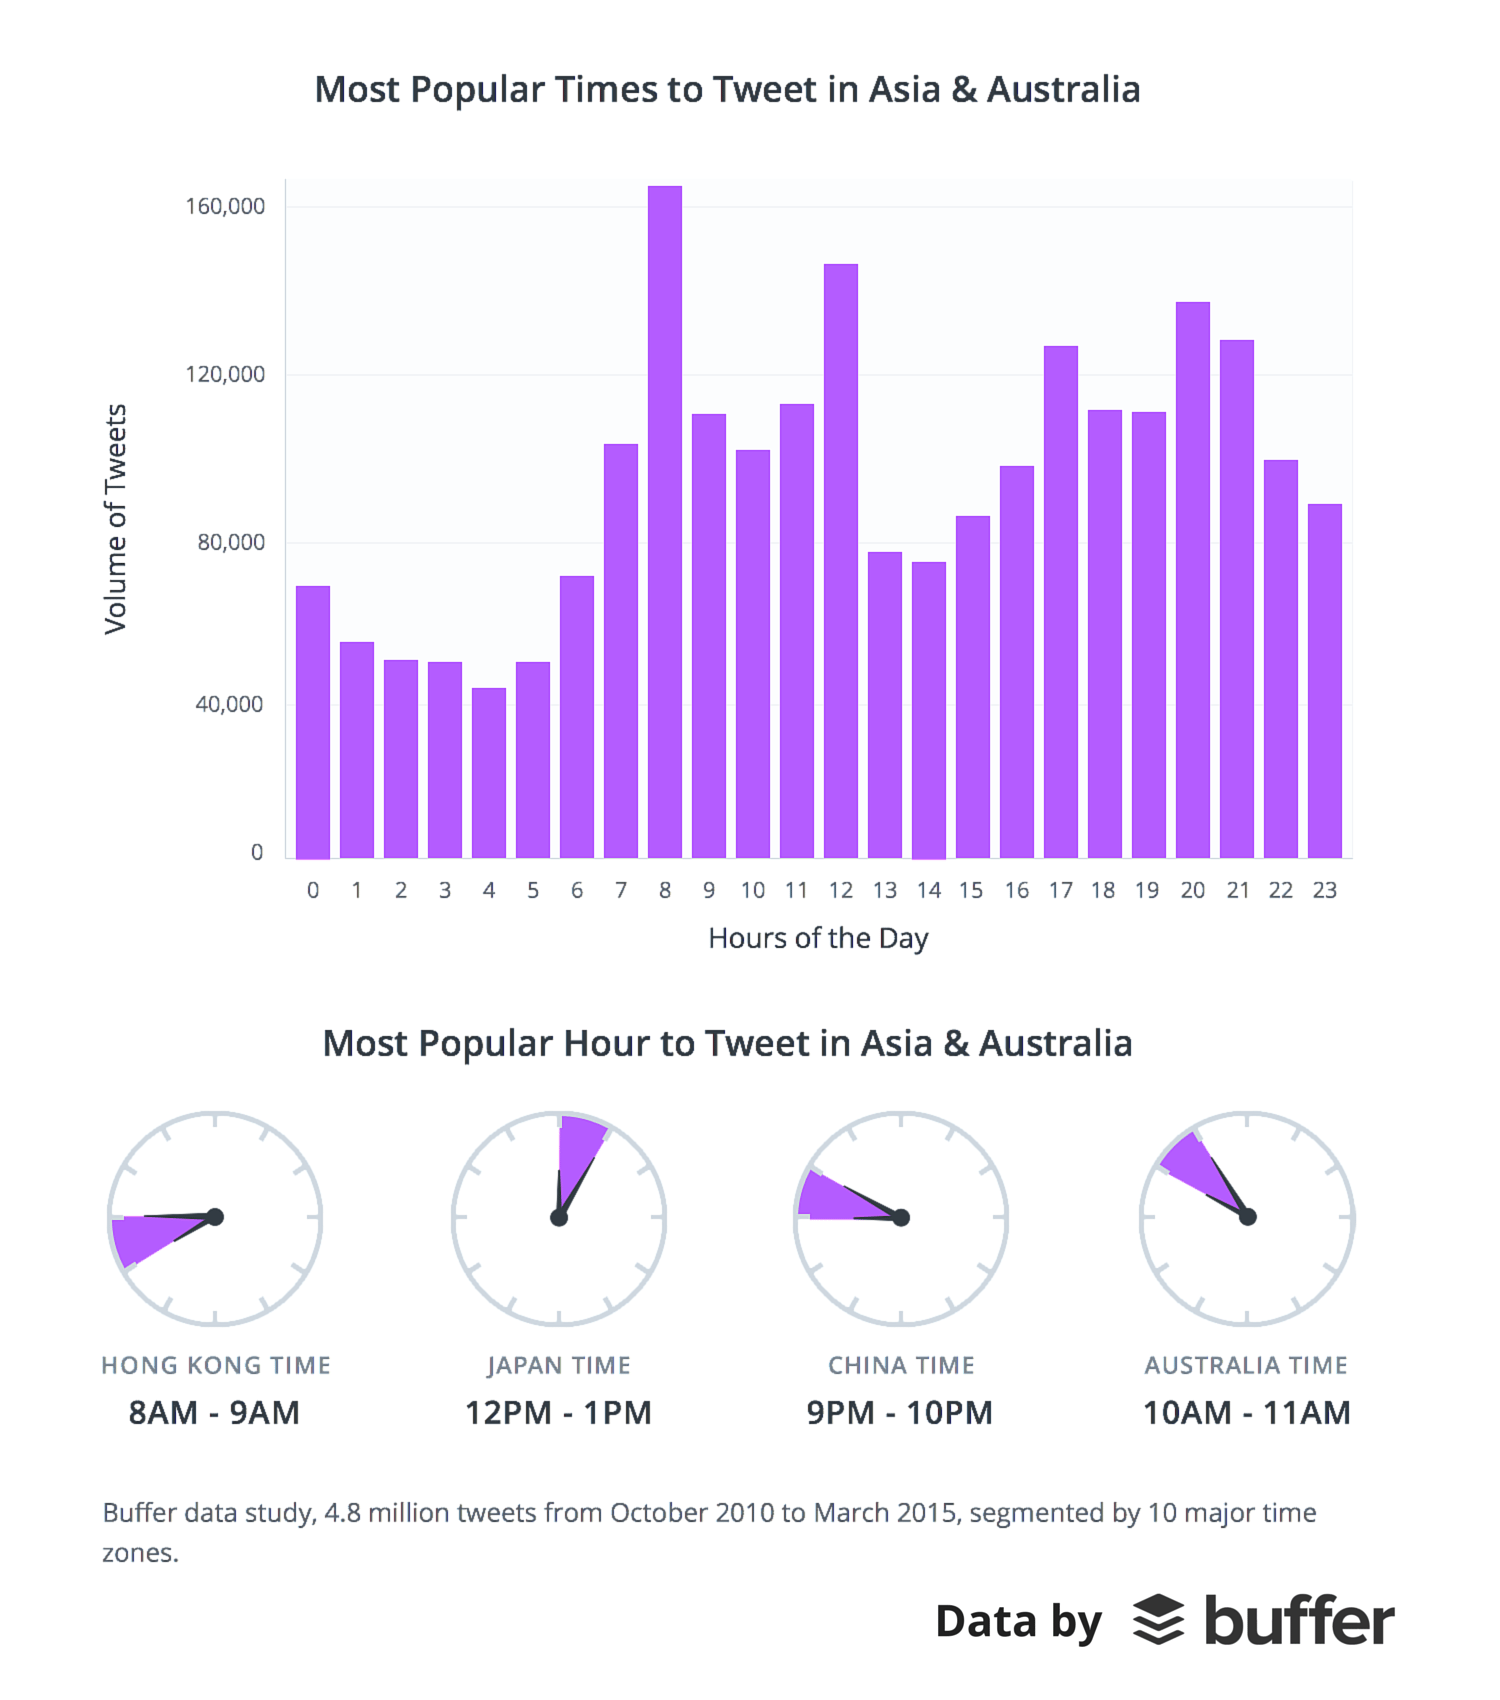 Most Popular Times to Tweet in Asia & Australia
160,000
120,000
80,000
40,000
0
Volume of Tweets
0 1 2 3 4 5 6 7 8 9 10 11 12 13 14 15 16 17 18 19 20 21 22 23
Hours of the Day
Most Popular Hour to Tweet in Asia & Australia
HONG KONG TIME JAPAN TIME CHINA TIME AUSTRALIA TIME
8AM - 9AM 12PM - 1PM 9PM - 10PM 10AM - 11AM
Buffer data study, 4.8 million tweets from October 2010 to March 2015, segmented by 10 major time
zones.
Data by buffer